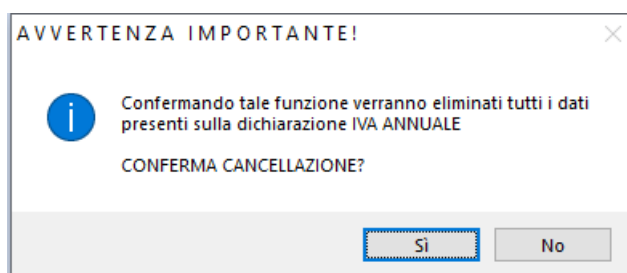 AVVERTENZA IMPORTANTE!
Confermando tale funzione verranno eliminati tutti i dati
presenti sulla dichiarazione IVA ANNUALE
CONFERMA CANCELLAZIONE?
Sì
No